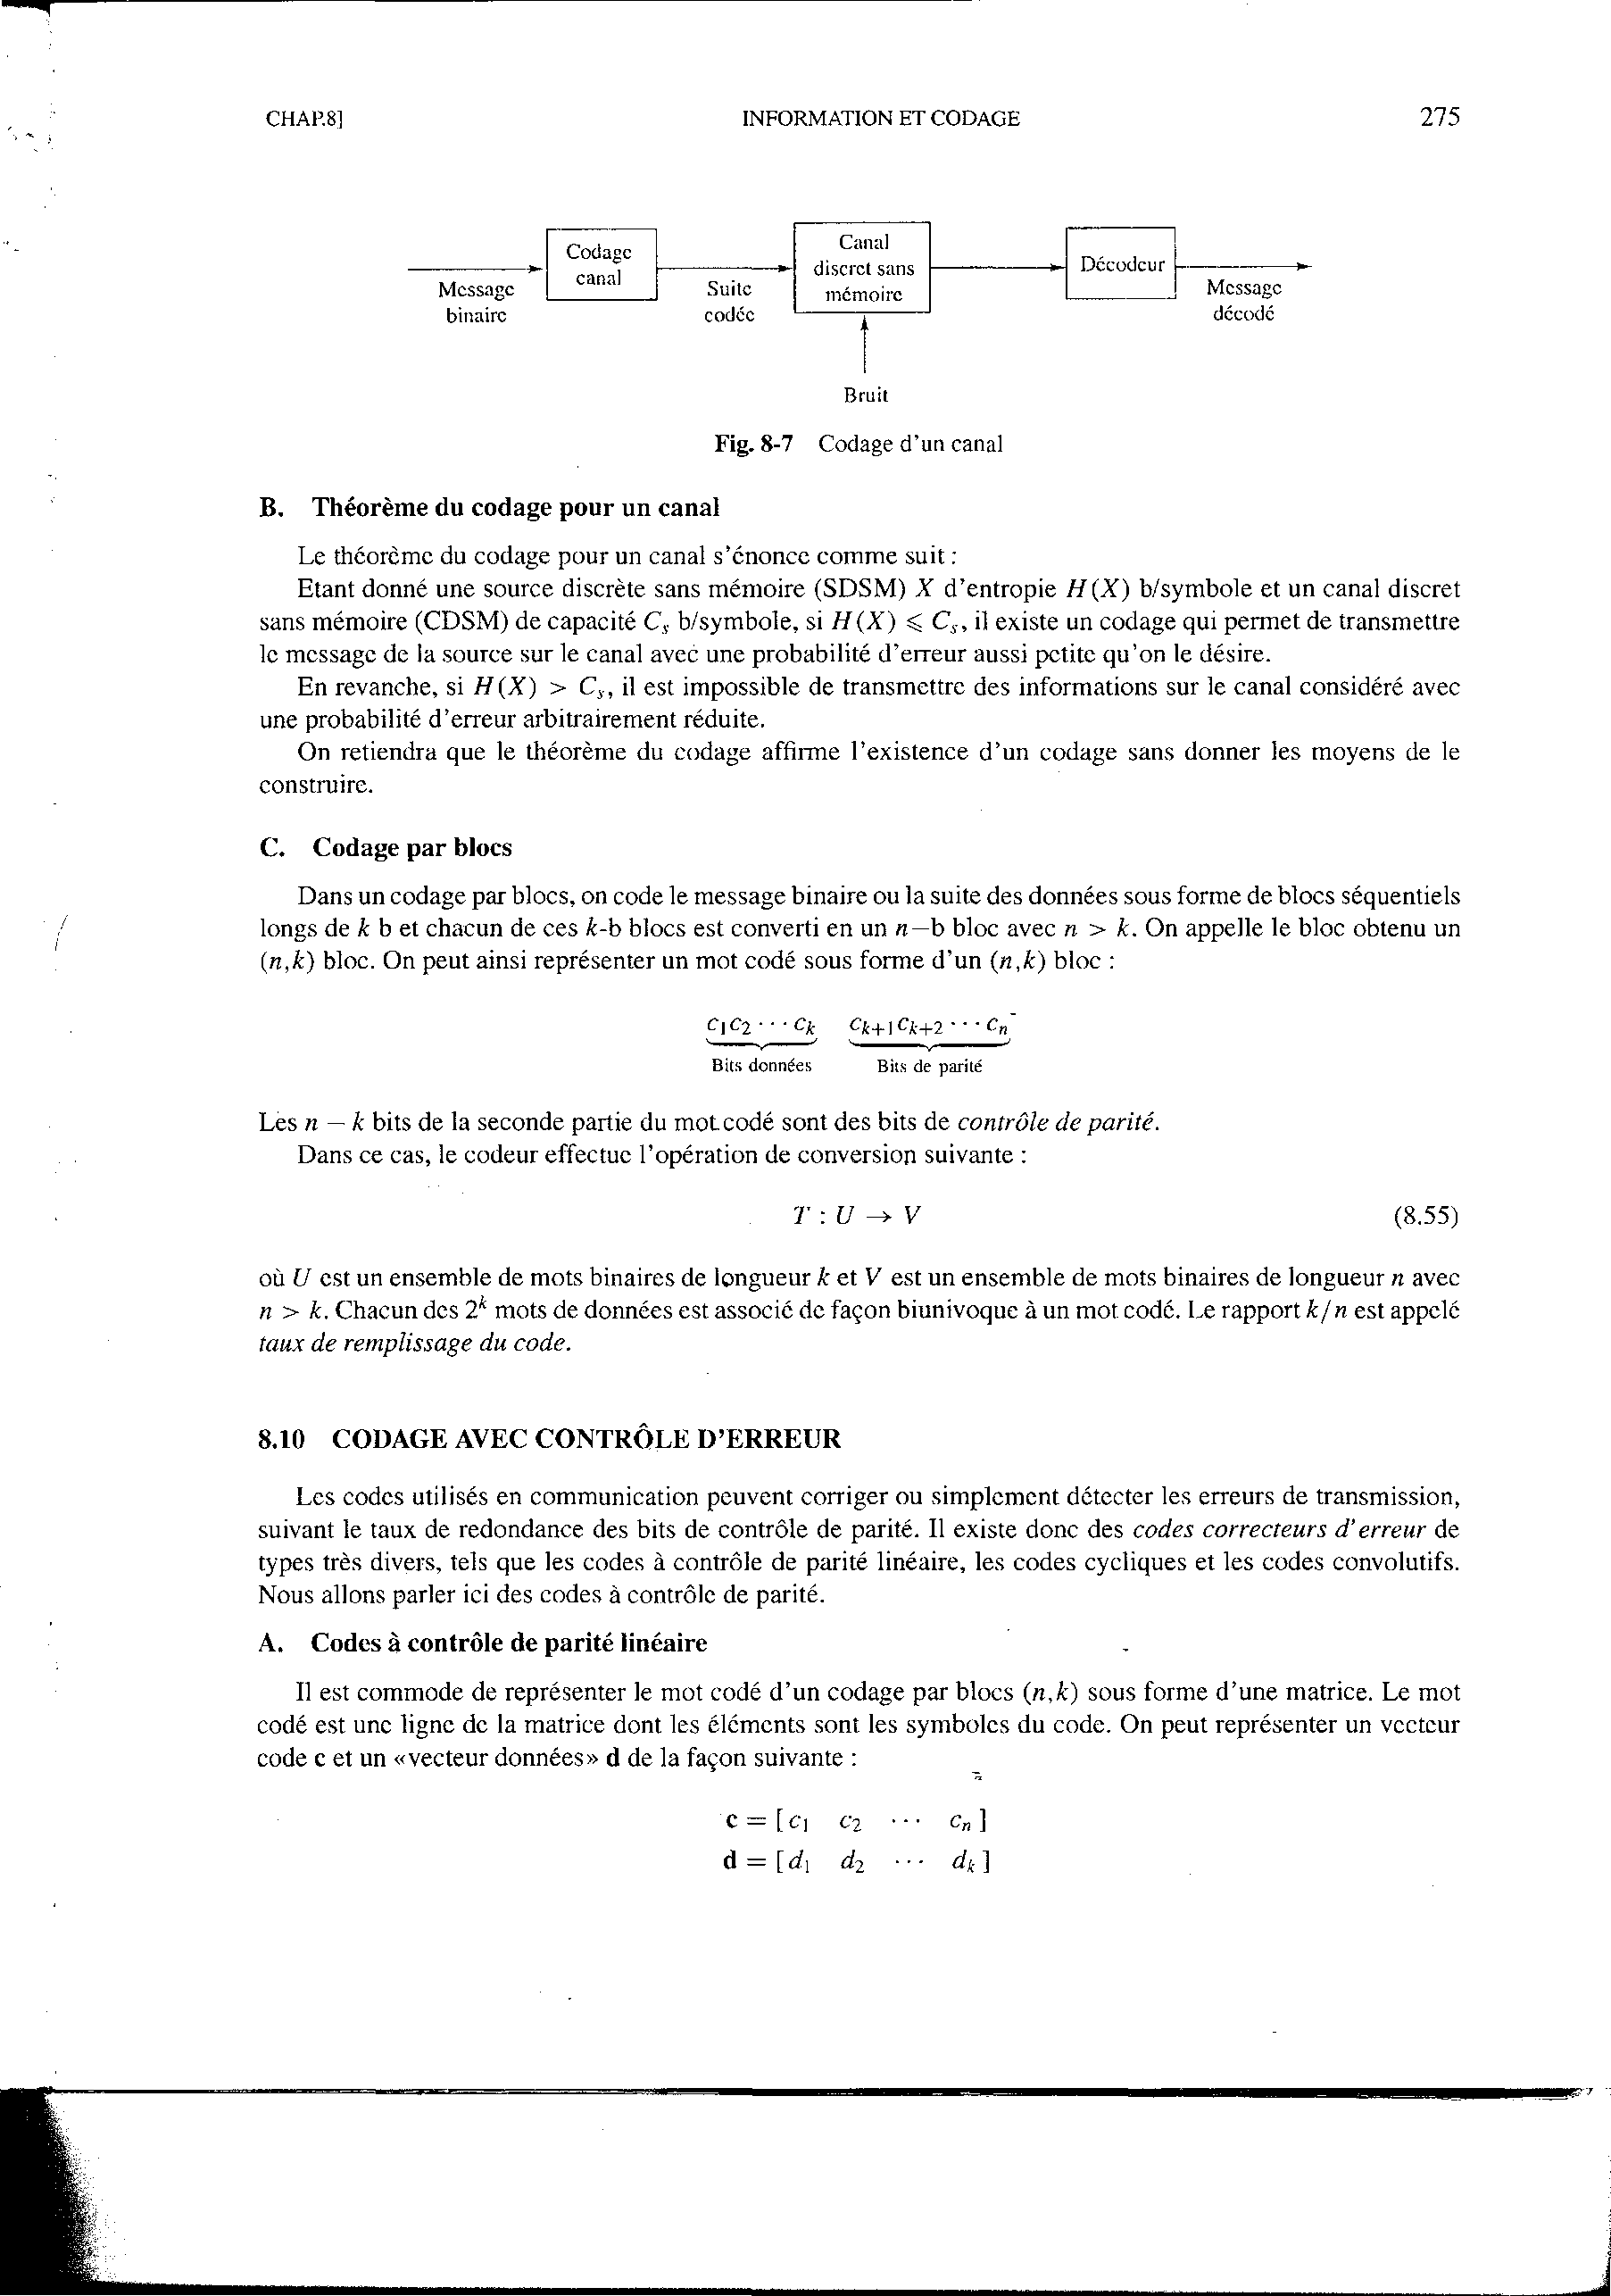 CHAP.8]
INFORMATION ET CODAGE
275
Codage
canal
Canal
discret sans
mémoire
Décodeur
Message
binaire
Suite
codée
Message
décodé
Bruit
Fig. 8-7 Codage d'un canal
B. Théorème du codage pour un canal
Le théorème du codage pour un canal s'énonce comme suit :
Etant donné une source discrète sans mémoire (SDSM) X d'entropie H(X) b/symbole et un canal discret
sans mémoire (CDSM) de capacité Cₛ b/symbole, si H(X) ⩽ Cₛ, il existe un codage qui permet de transmettre
le message de la source sur le canal avec une probabilité d'erreur aussi petite qu'on le désire.
En revanche, si H(X) > Cₛ, il est impossible de transmettre des informations sur le canal considéré avec
une probabilité d'erreur arbitrairement réduite.
On retiendra que le théorème du codage affirme l'existence d'un codage sans donner les moyens de le
construire.
C. Codage par blocs
Dans un codage par blocs, on code le message binaire ou la suite des données sous forme de blocs séquentiels
longs de k b et chacun de ces k-b blocs est converti en un n−b bloc avec n > k. On appelle le bloc obtenu un
(n,k) bloc. On peut ainsi représenter un mot codé sous forme d'un (n,k) bloc :
c₁c₂ · · · cₖ cₖ₊₁cₖ₊₂ · · · cₙ
Bits données Bits de parité
Les n − k bits de la seconde partie du mot codé sont des bits de contrôle de parité.
Dans ce cas, le codeur effectue l'opération de conversion suivante :
T : U → V (8.55)
où U est un ensemble de mots binaires de longueur k et V est un ensemble de mots binaires de longueur n avec
n > k. Chacun des 2ᵏ mots de données est associé de façon biunivoque à un mot codé. Le rapport k/n est appelé
taux de remplissage du code.
8.10 CODAGE AVEC CONTRÔLE D'ERREUR
Les codes utilisés en communication peuvent corriger ou simplement détecter les erreurs de transmission,
suivant le taux de redondance des bits de contrôle de parité. Il existe donc des codes correcteurs d'erreur de
types très divers, tels que les codes à contrôle de parité linéaire, les codes cycliques et les codes convolutifs.
Nous allons parler ici des codes à contrôle de parité.
A. Codes à contrôle de parité linéaire
Il est commode de représenter le mot codé d'un codage par blocs (n,k) sous forme d'une matrice. Le mot
codé est une ligne de la matrice dont les éléments sont les symboles du code. On peut représenter un vecteur
code c et un «vecteur données» d de la façon suivante :
c = [c₁ c₂ · · · cₙ]
d = [d₁ d₂ · · · dₖ]